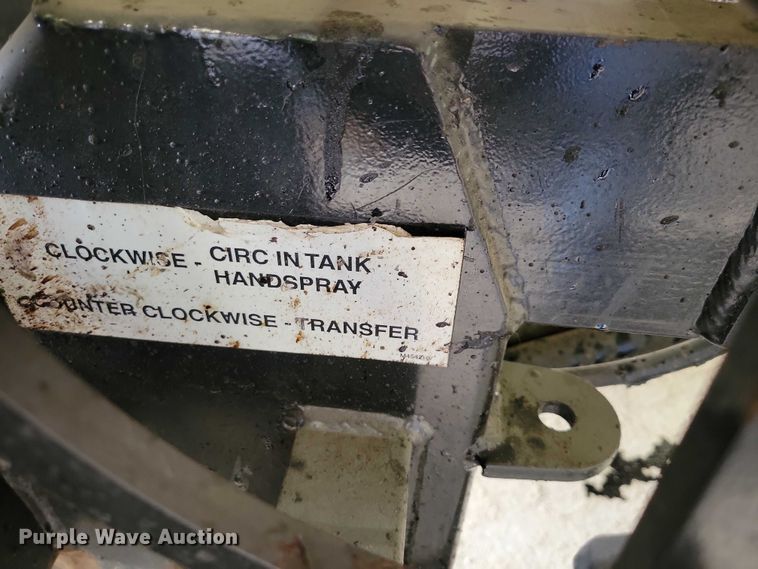 CLOCKWISE - CIRC IN TANK
HANDSPRAY
COUNTER CLOCKWISE - TRANSFER
Purple Wave Auction